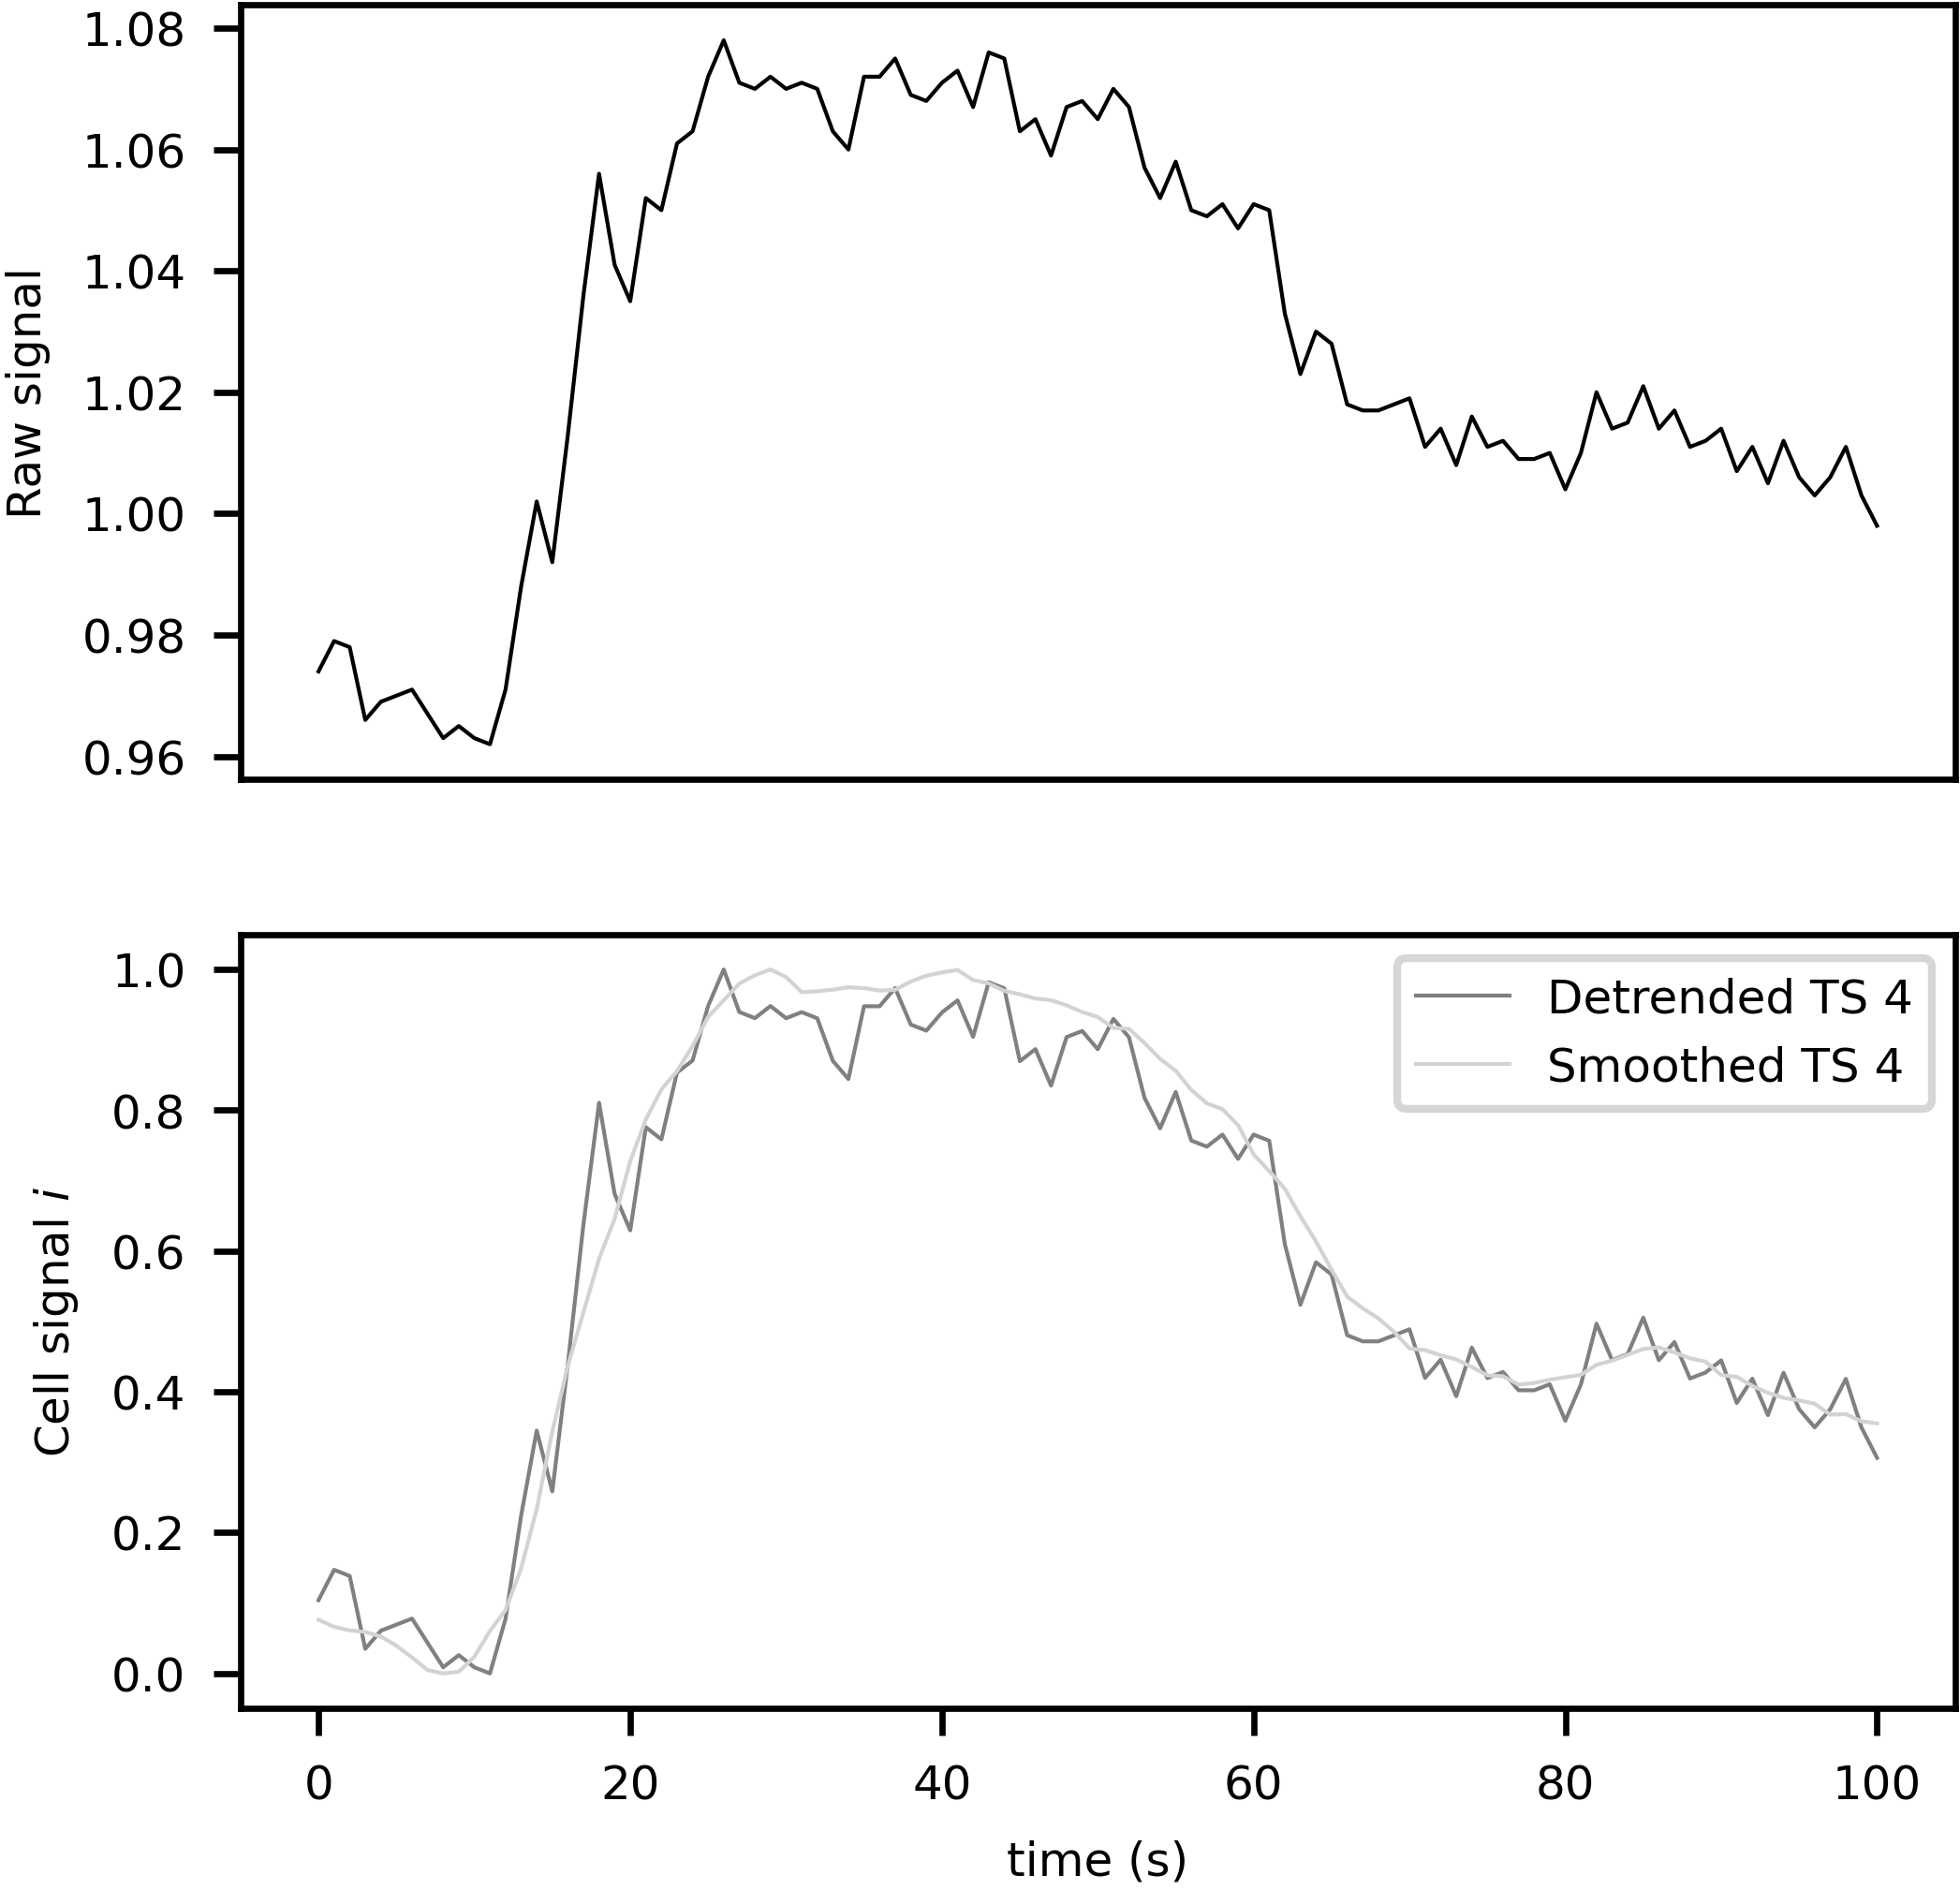 Raw signal
1.08
1.06
1.04
1.02
1.00
0.98
0.96
Cell signal i
1.0
0.8
0.6
0.4
0.2
0.0
Detrended TS 4
Smoothed TS 4
0 20 40 60 80 100
time (s)